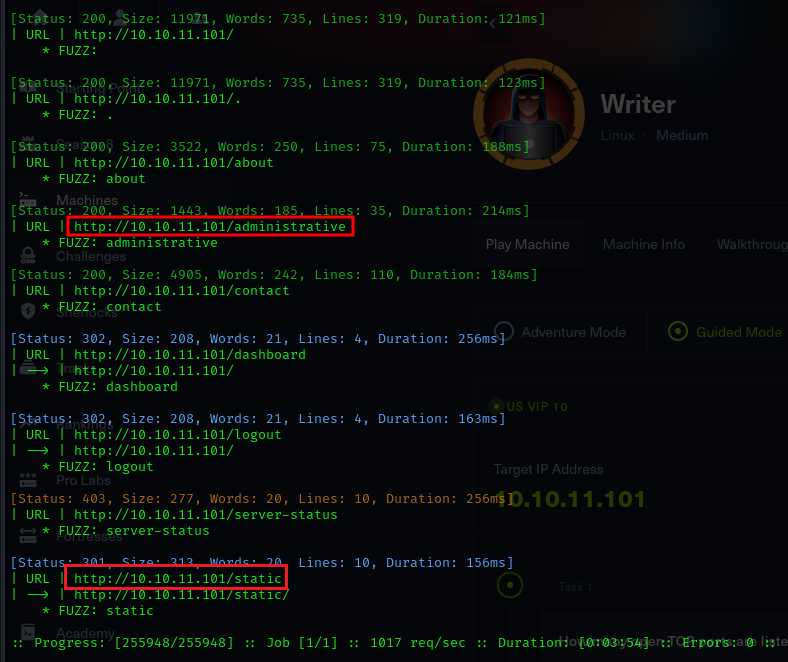 [Status: 200, Size: 11971, Words: 735, Lines: 319, Duration: 121ms]
| URL | http://10.10.11.101/
* FUZZ:
[Status: 200, Size: 11971, Words: 735, Lines: 319, Duration: 123ms]
Starting Point
| URL | http://10.10.11.101/.
* FUZZ: .
Writer
Linux · Medium
[Status: 200, Size: 3522, Words: 250, Lines: 75, Duration: 188ms]
| URL | http://10.10.11.101/about
* FUZZ: about
Machines
[Status: 200, Size: 1443, Words: 185, Lines: 35, Duration: 214ms]
| URL | http://10.10.11.101/administrative
* FUZZ: administrative
Play Machine Machine Info Walkthroug
Challenges
[Status: 200, Size: 4905, Words: 242, Lines: 110, Duration: 184ms]
| URL | http://10.10.11.101/contact
* FUZZ: contact
Sherlocks
Adventure Mode Guided Mode
[Status: 302, Size: 208, Words: 21, Lines: 4, Duration: 256ms]
| URL | http://10.10.11.101/dashboard
| --> | http://10.10.11.101/
* FUZZ: dashboard
US VIP 10
[Status: 302, Size: 208, Words: 21, Lines: 4, Duration: 163ms]
Rankings
| URL | http://10.10.11.101/logout
| --> | http://10.10.11.101/
* FUZZ: logout
Target IP Address
Pro Labs
10.10.11.101
[Status: 403, Size: 277, Words: 20, Lines: 10, Duration: 256ms]
| URL | http://10.10.11.101/server-status
* FUZZ: server-status
Fortresses
[Status: 301, Size: 313, Words: 20, Lines: 10, Duration: 156ms]
| URL | http://10.10.11.101/static
| --> | http://10.10.11.101/static/
* FUZZ: static
Task 1
Academy
How many open TCP ports are liste
:: Progress: [255948/255948] :: Job [1/1] :: 1017 req/sec :: Duration: [0:03:54] :: Errors: 0 ::